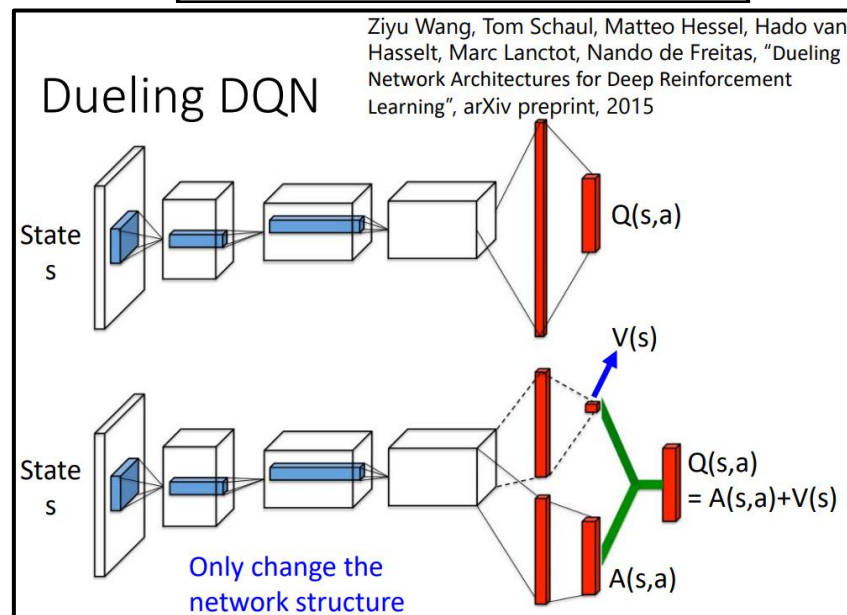 Ziyu Wang, Tom Schaul, Matteo Hessel, Hado van
Hasselt, Marc Lanctot, Nando de Freitas, “Dueling
Network Architectures for Deep Reinforcement
Learning”, arXiv preprint, 2015
Dueling DQN
State
s
Q(s,a)
V(s)
State
s
Q(s,a)
= A(s,a)+V(s)
A(s,a)
Only change the
network structure